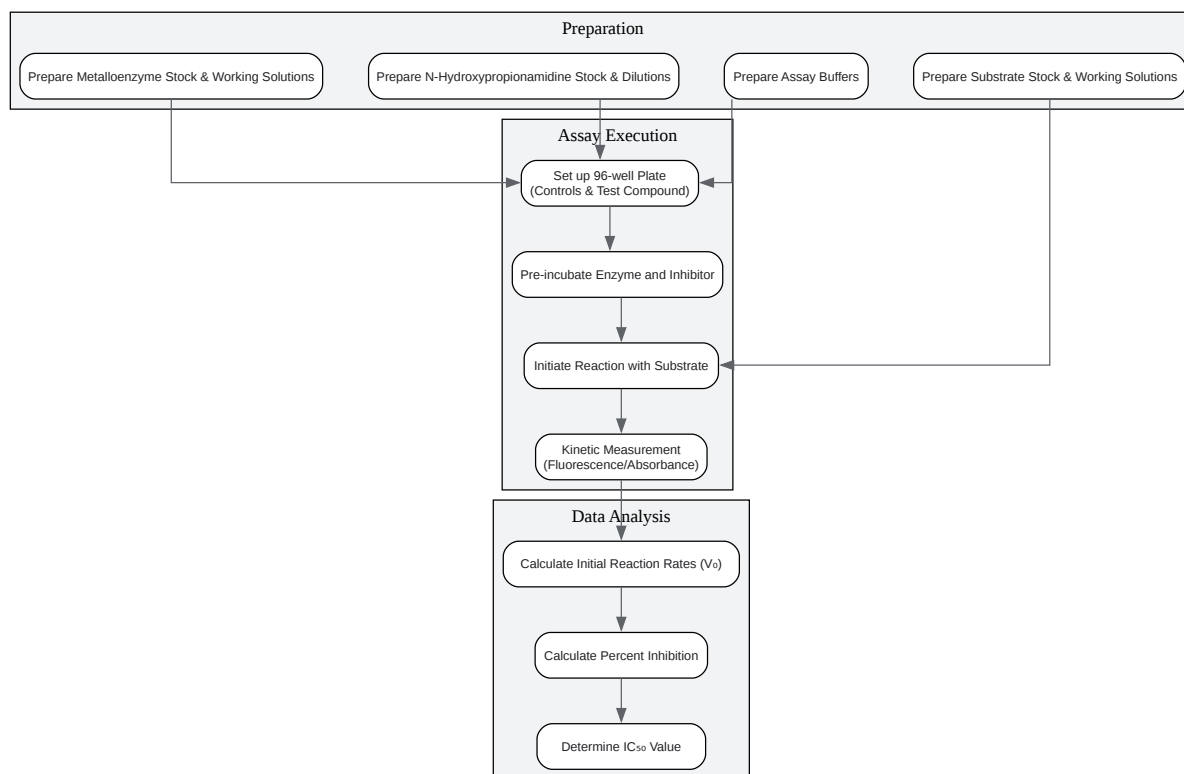 Preparation
Prepare Metalloenzyme Stock & Working Solutions
Prepare N-Hydroxypropionamidine Stock & Dilutions
Prepare Assay Buffers
Prepare Substrate Stock & Working Solutions
Assay Execution
Set up 96-well Plate
(Controls & Test Compound)
Pre-incubate Enzyme and Inhibitor
Initiate Reaction with Substrate
Kinetic Measurement
(Fluorescence/Absorbance)
Data Analysis
Calculate Initial Reaction Rates (V₀)
Calculate Percent Inhibition
Determine IC₅₀ Value